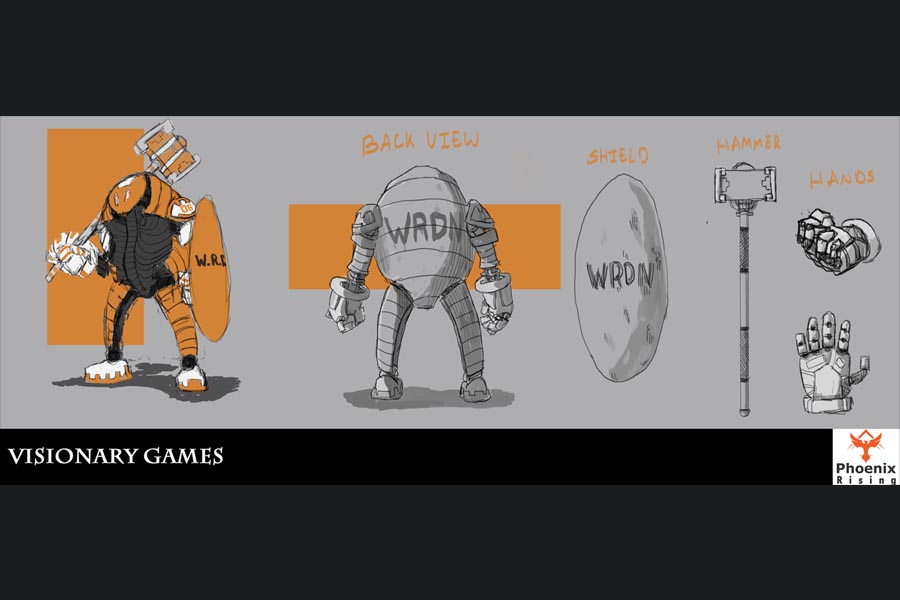 BACK VIEW
SHIELD
HAMMER
HANDS
WRDN
WRDN
VISIONARY GAMES
Phoenix
Rising